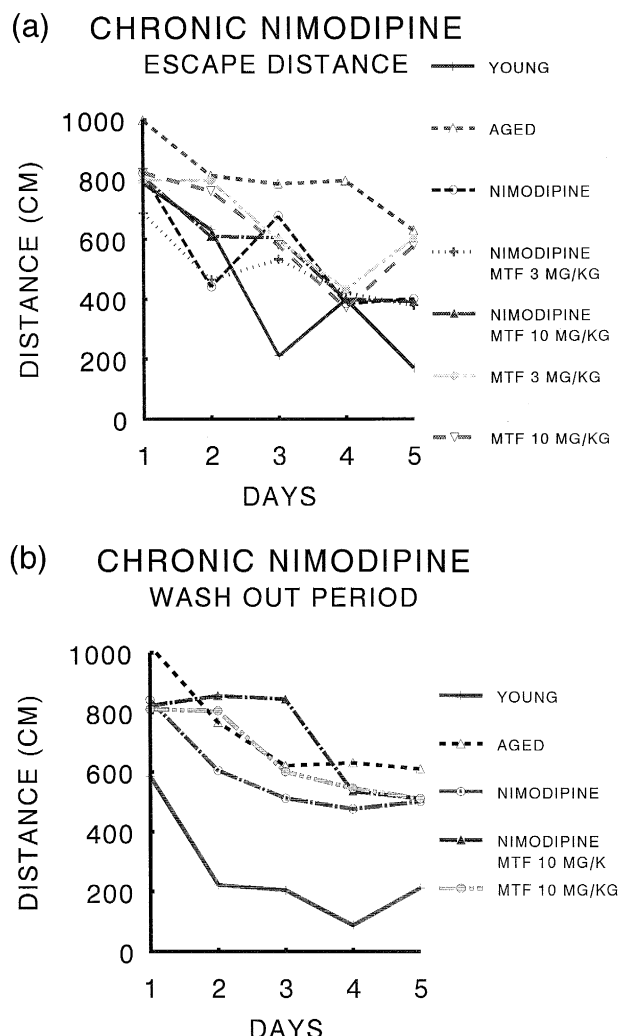 (a) CHRONIC NIMODIPINE
ESCAPE DISTANCE
YOUNG
AGED
NIMODIPINE
NIMODIPINE
MTF 3 MG/KG
NIMODIPINE
MTF 10 MG/KG
MTF 3 MG/KG
MTF 10 MG/KG
DISTANCE (CM)
1000
800
600
400
200
0
1 2 3 4 5
DAYS
(b) CHRONIC NIMODIPINE
WASH OUT PERIOD
YOUNG
AGED
NIMODIPINE
NIMODIPINE
MTF 10 MG/K
MTF 10 MG/KG
DISTANCE (CM)
1000
800
600
400
200
0
1 2 3 4 5
DAYS